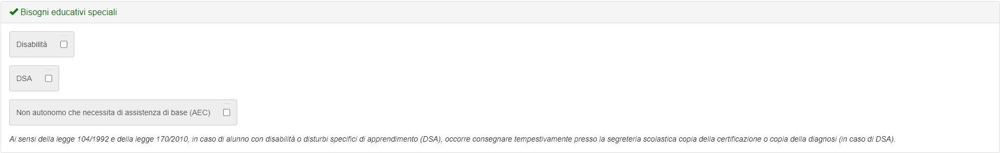 Bisogni educativi speciali
Disabilità
DSA
Non autonomo che necessita di assistenza di base (AEC)
Ai sensi della legge 104/1992 e della legge 170/2010, in caso di alunno con disabilità o disturbi specifici di apprendimento (DSA), occorre consegnare tempestivamente presso la segreteria scolastica copia della certificazione o copia della diagnosi (in caso di DSA).